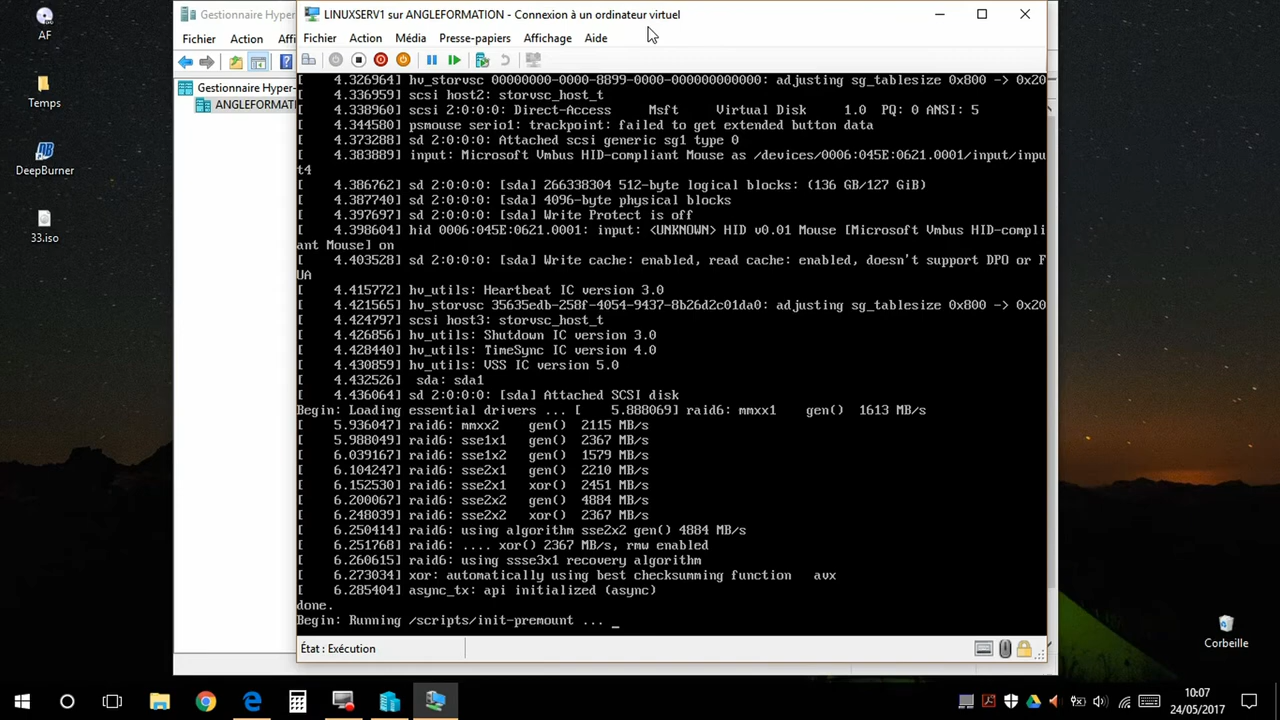 AF
Temps
DeepBurner
33.iso
Gestionnaire Hyper-
Fichier Action Affi
Gestionnaire Hyper-
ANGLEFORMATI
LINUXSERV1 sur ANGLEFORMATION - Connexion à un ordinateur virtuel
Fichier Action Média Presse-papiers Affichage Aide
[    4.326964] hv_storvsc 00000000-0000-8899-0000-000000000000: adjusting sg_tablesize 0x800 -> 0x20
[    4.336959] scsi host2: storvsc_host_t
[    4.338960] scsi 2:0:0:0: Direct-Access     Msft     Virtual Disk     1.0  PQ: 0 ANSI: 5
[    4.344580] psmouse serio1: trackpoint: failed to get extended button data
[    4.373288] sd 2:0:0:0: Attached scsi generic sg1 type 0
[    4.383889] input: Microsoft Vmbus HID-compliant Mouse as /devices/0006:045E:0621.0001/input/inpu
t4
[    4.386762] sd 2:0:0:0: [sda] 266338304 512-byte logical blocks: (136 GB/127 GiB)
[    4.387740] sd 2:0:0:0: [sda] 4096-byte physical blocks
[    4.397697] sd 2:0:0:0: [sda] Write Protect is off
[    4.398604] hid 0006:045E:0621.0001: input: <UNKNOWN> HID v0.01 Mouse [Microsoft Vmbus HID-compli
ant Mouse] on
[    4.403528] sd 2:0:0:0: [sda] Write cache: enabled, read cache: enabled, doesn't support DPO or F
UA
[    4.415772] hv_utils: Heartbeat IC version 3.0
[    4.421565] hv_storvsc 35635edb-258f-4054-9437-8b26d2c01da0: adjusting sg_tablesize 0x800 -> 0x20
[    4.424797] scsi host3: storvsc_host_t
[    4.426856] hv_utils: Shutdown IC version 3.0
[    4.428440] hv_utils: TimeSync IC version 4.0
[    4.430859] hv_utils: VSS IC version 5.0
[    4.432526]  sda: sda1
[    4.436064] sd 2:0:0:0: [sda] Attached SCSI disk
Begin: Loading essential drivers ... [    5.888069] raid6: mmxx1    gen()  1613 MB/s
[    5.936047] raid6: mmxx2    gen()  2115 MB/s
[    5.988049] raid6: sse1x1   gen()  2367 MB/s
[    6.039167] raid6: sse1x2   gen()  1579 MB/s
[    6.104247] raid6: sse2x1   gen()  2210 MB/s
[    6.152530] raid6: sse2x1   xor()  2451 MB/s
[    6.200067] raid6: sse2x2   gen()  4884 MB/s
[    6.248039] raid6: sse2x2   xor()  2367 MB/s
[    6.250414] raid6: using algorithm sse2x2 gen() 4884 MB/s
[    6.251768] raid6: .... xor() 2367 MB/s, rmw enabled
[    6.260615] raid6: using ssse3x1 recovery algorithm
[    6.273034] xor: automatically using best checksumming function   avx
[    6.285404] async_tx: api initialized (async)
done.
Begin: Running /scripts/init-premount ... _
État : Exécution
Corbeille
10:07
24/05/2017